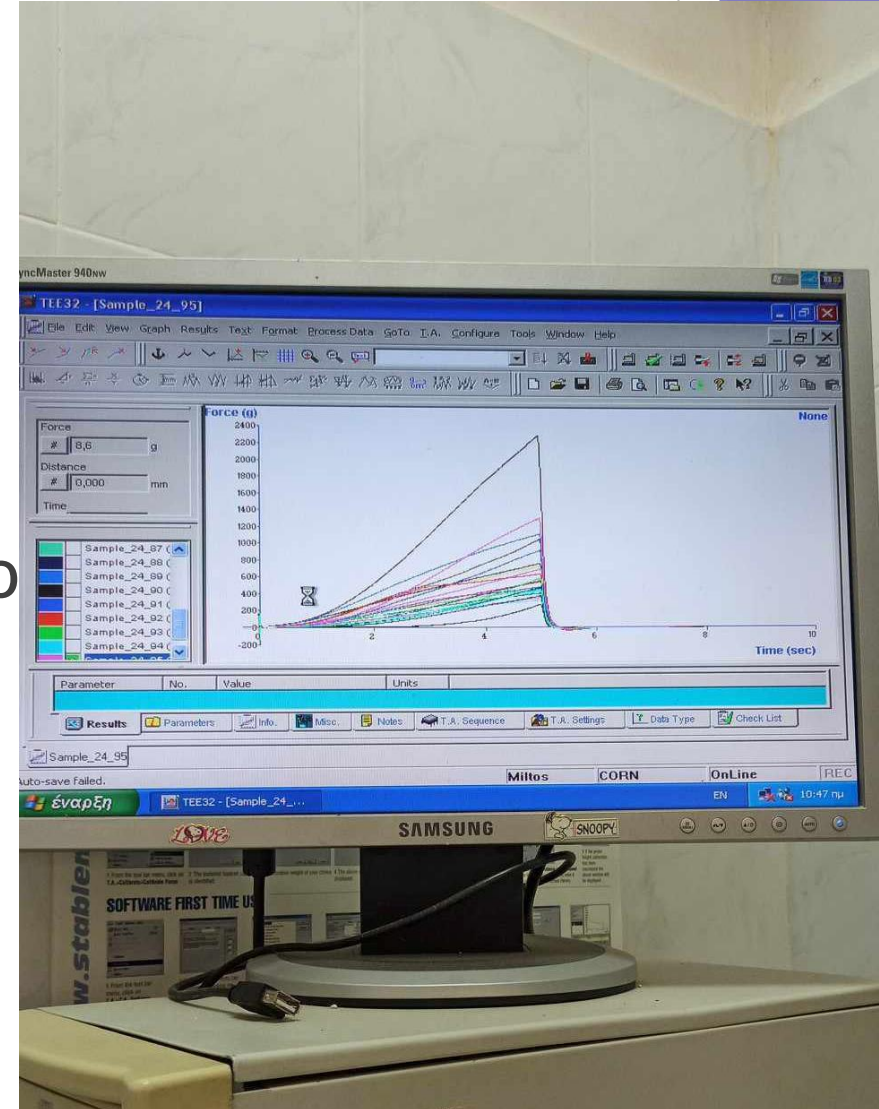 yncMaster 940NW
TEE32 - [Sample_24_95]
File Edit View Graph Results Text Format Process Data GoTo T.A. Configure Tools Window Help
Force
# 8,6 g
Distance
# 0,000 mm
Time
Force (g)
None
2400
2200
2000
1800
1600
1400
1200
1000
800
600
400
200
0
-200
0 2 4 6 8 10
Time (sec)
Sample_24_87 (
Sample_24_88 (
Sample_24_89 (
Sample_24_90 (
Sample_24_91 (
Sample_24_92 (
Sample_24_93 (
Sample_24_94 (
Parameter No. Value Units
Results Parameters Info. Misc. Notes T.A. Sequence T.A. Settings Data Type Check List
Sample_24_95
uto-save failed. Miltos CORN OnLine REC
έναρξη TEE32 - [Sample_24_... EN 10:47 πμ
LOVE SAMSUNG SNOOPY
SOFTWARE FIRST TIME US
w.stablen